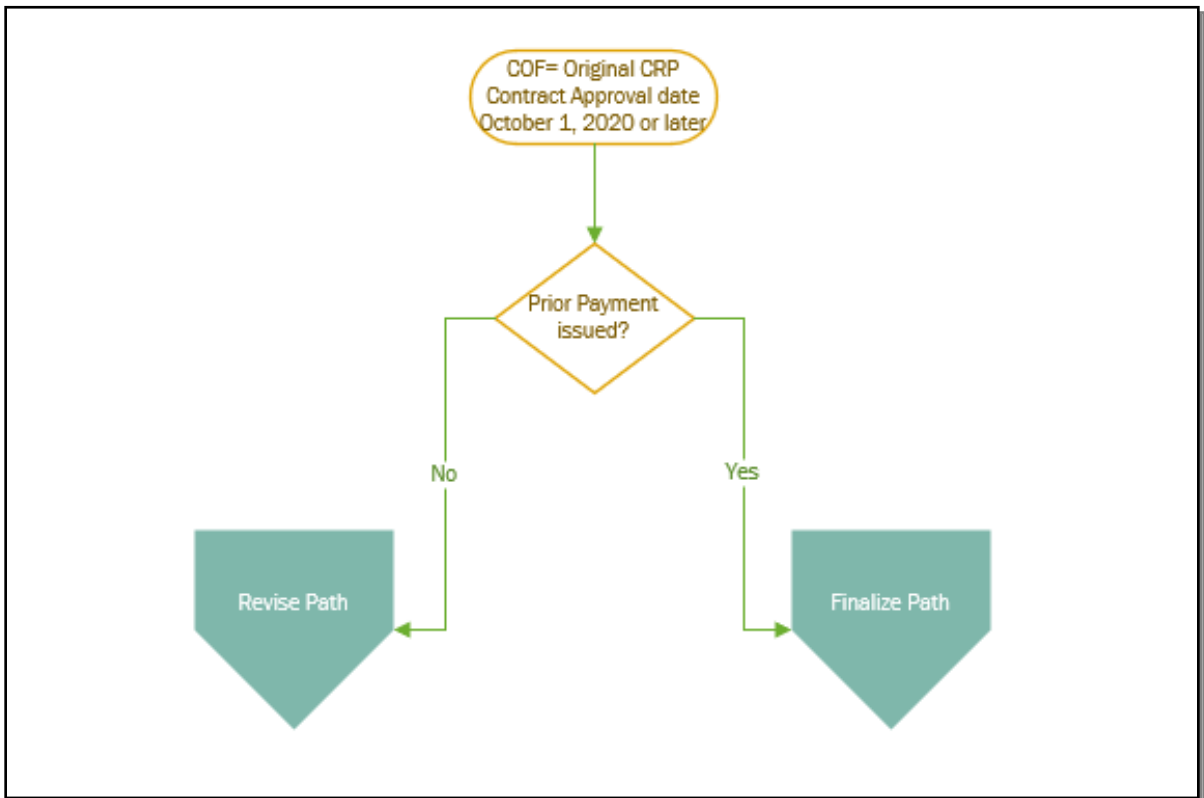 COF= Original CRP
Contract Approval date
October 1, 2020 or later
Prior Payment
issued?
No
Yes
Revise Path
Finalize Path